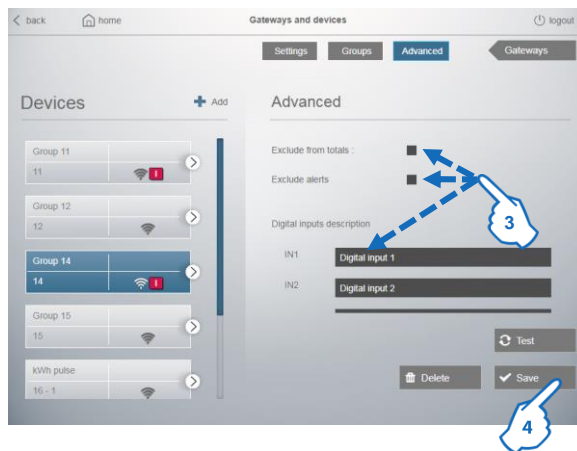 back home Gateways and devices logout
Settings Groups Advanced Gateways
Devices Add
Advanced
Group 11
11 I
Group 12
12
Group 14
14 I
Group 15
15
kWh pulse
16 - 1
Exclude from totals :
Exclude alerts
3
Digital inputs description
IN1 Digital input 1
IN2 Digital input 2
Test
Delete Save
4